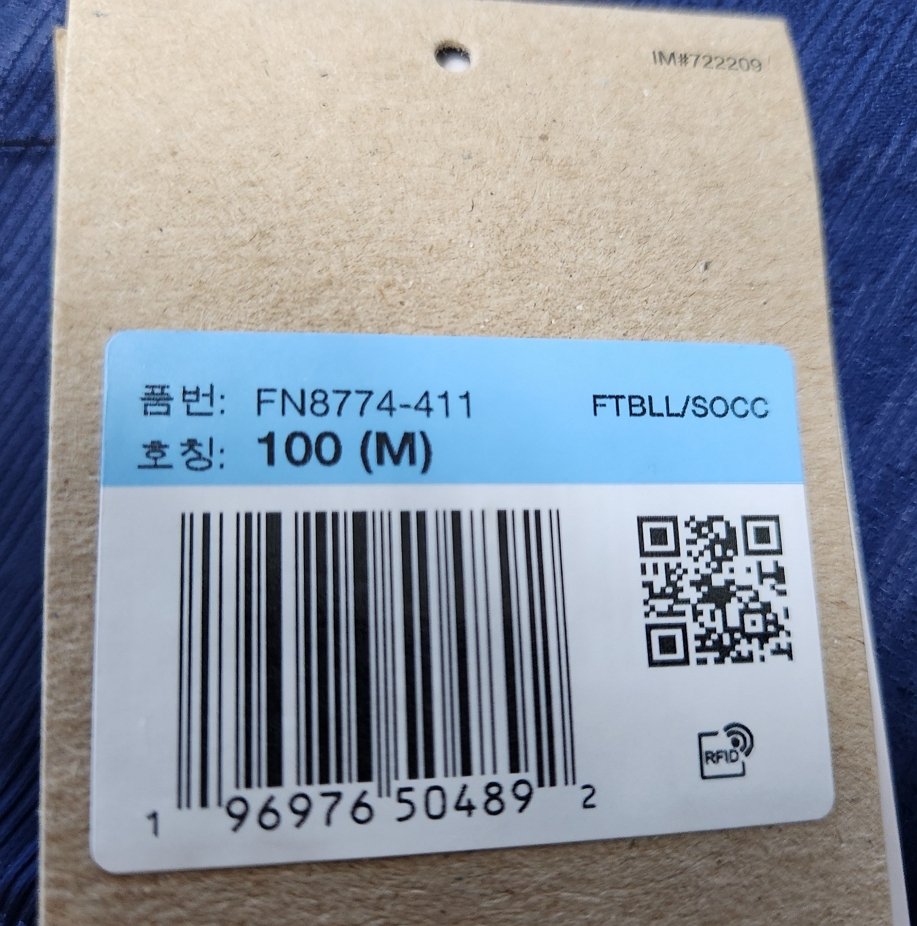 IM#722209
품번: FN8774-411 FTBLL/SOCC
호칭: 100 (M)
1 96976 50489 2
RFID